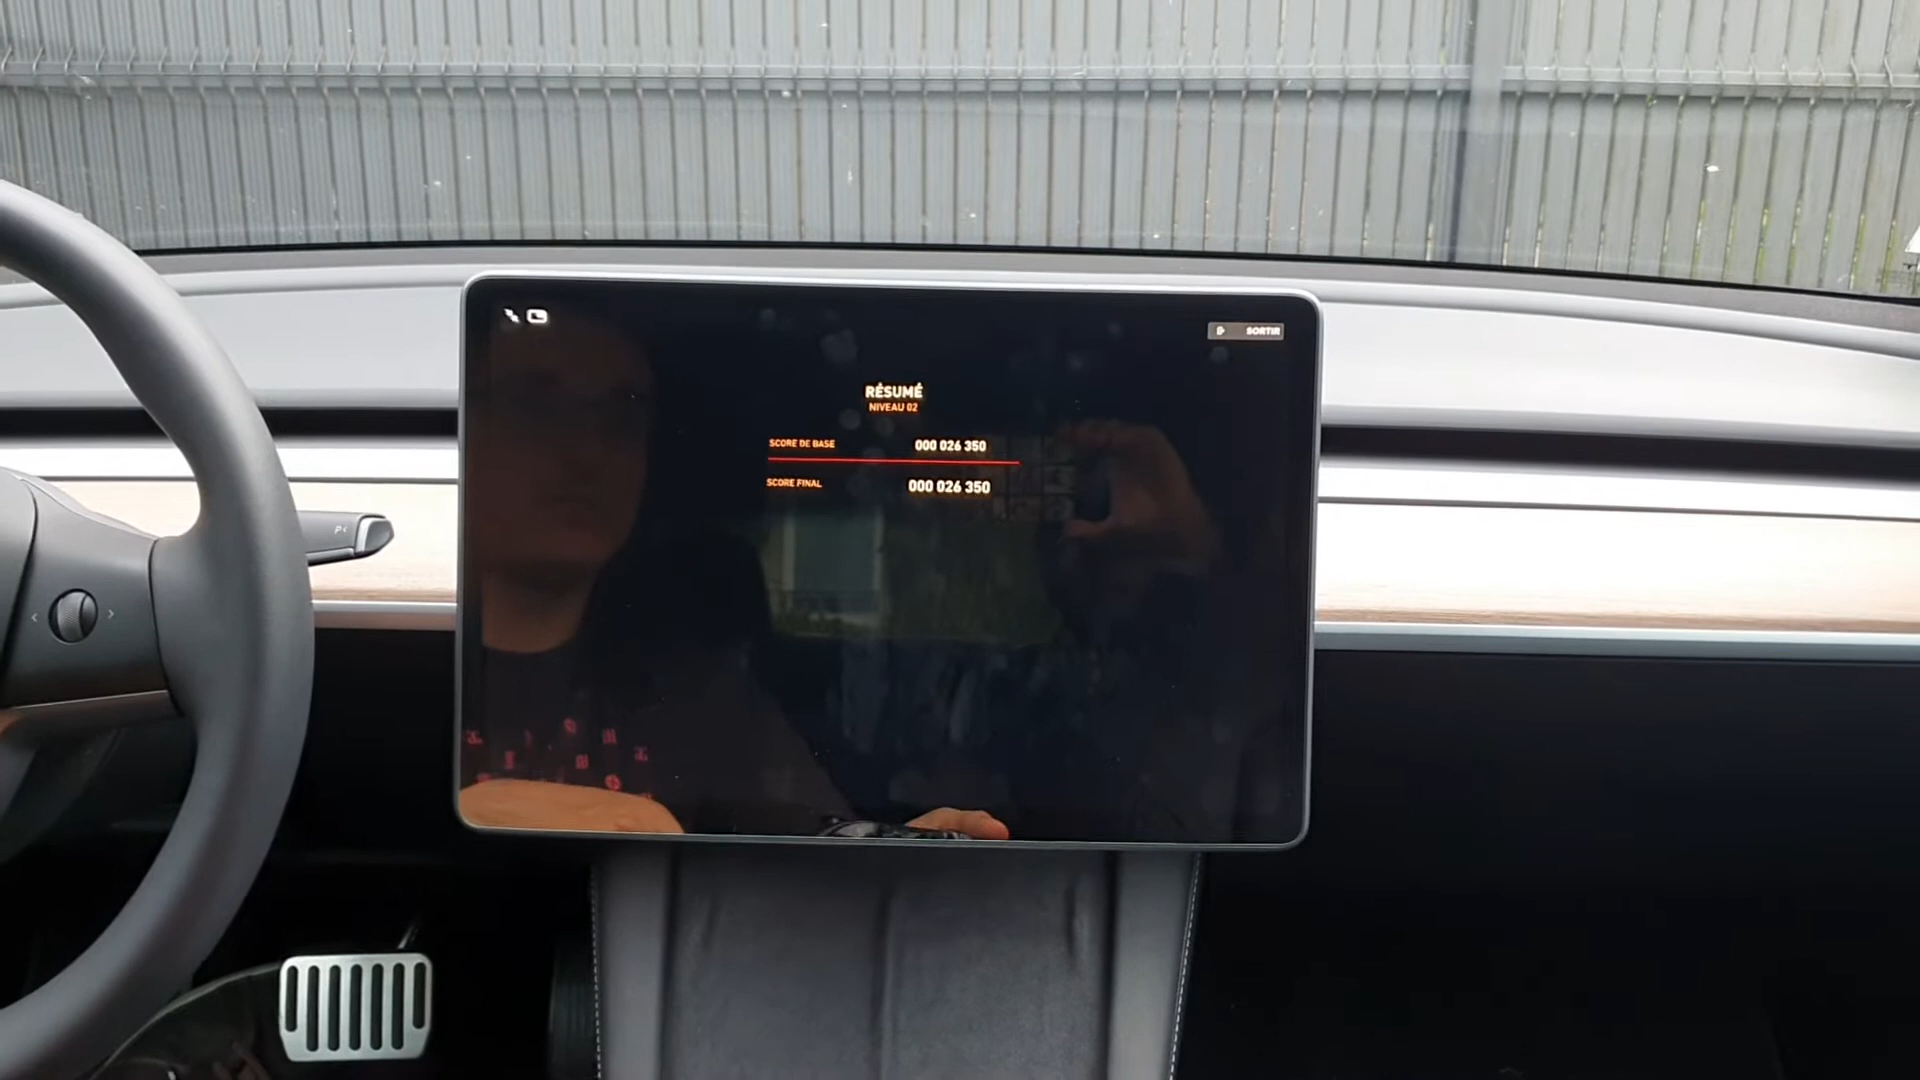 SORTIR
RÉSUMÉ
NIVEAU 02
SCORE DE BASE 000 026 350
SCORE FINAL 000 026 350
P<
< >